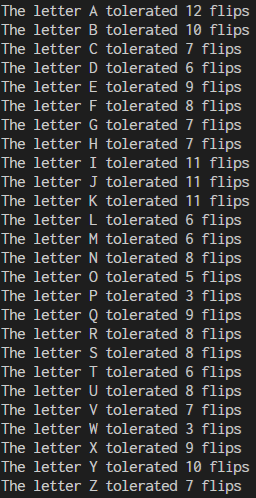 The letter A tolerated 12 flips
The letter B tolerated 10 flips
The letter C tolerated 7 flips
The letter D tolerated 6 flips
The letter E tolerated 9 flips
The letter F tolerated 8 flips
The letter G tolerated 7 flips
The letter H tolerated 7 flips
The letter I tolerated 11 flips
The letter J tolerated 11 flips
The letter K tolerated 11 flips
The letter L tolerated 6 flips
The letter M tolerated 6 flips
The letter N tolerated 8 flips
The letter O tolerated 5 flips
The letter P tolerated 3 flips
The letter Q tolerated 9 flips
The letter R tolerated 8 flips
The letter S tolerated 8 flips
The letter T tolerated 6 flips
The letter U tolerated 8 flips
The letter V tolerated 7 flips
The letter W tolerated 3 flips
The letter X tolerated 9 flips
The letter Y tolerated 10 flips
The letter Z tolerated 7 flips